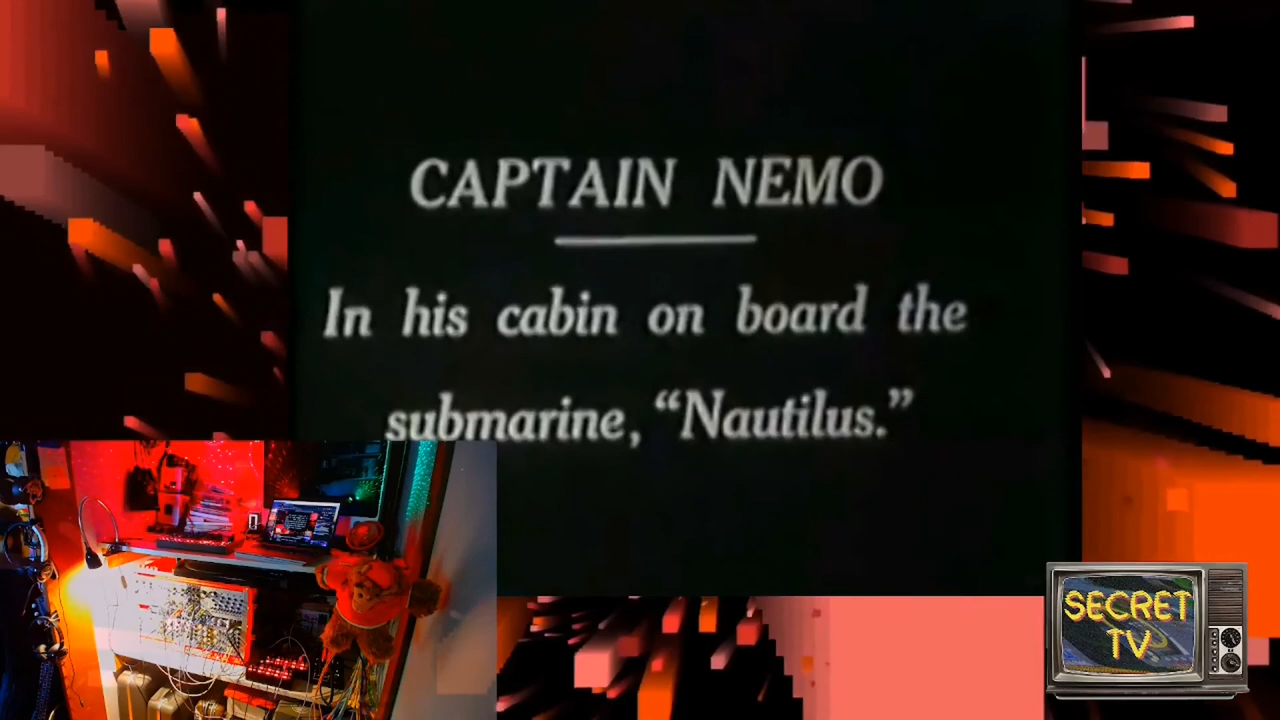 CAPTAIN NEMO
In his cabin on board the
submarine, “Nautilus.”
SECRET
TV